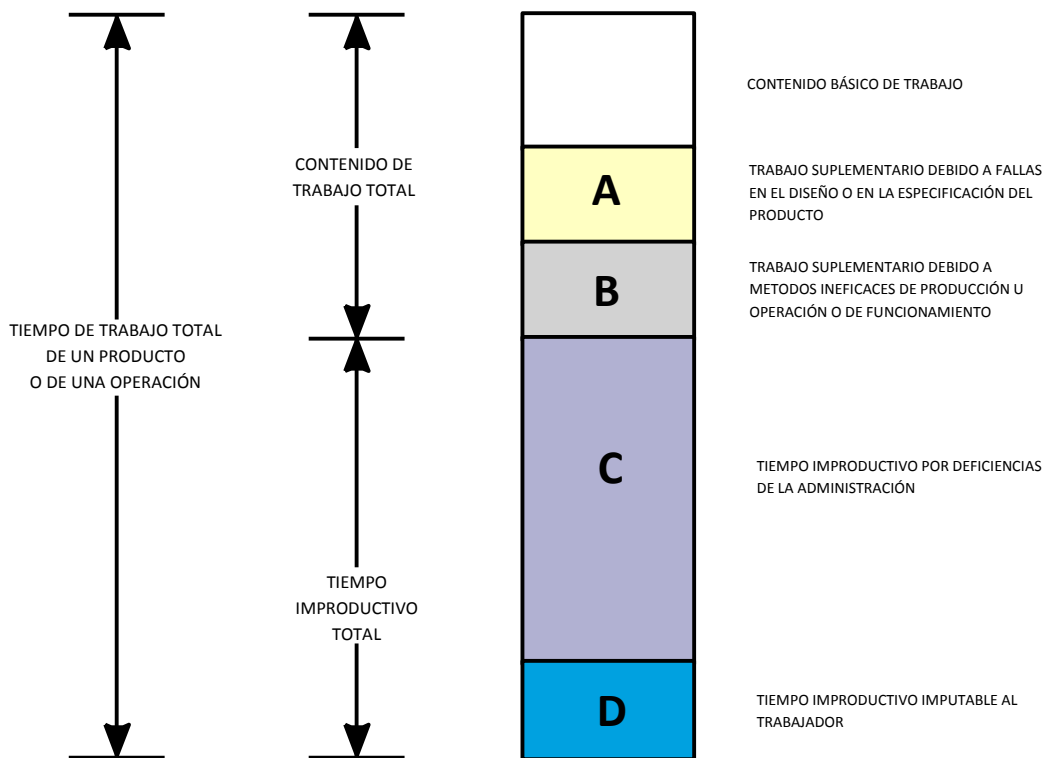 CONTENIDO BÁSICO DE TRABAJO
CONTENIDO DE
TRABAJO TOTAL
A
TRABAJO SUPLEMENTARIO DEBIDO A FALLAS
EN EL DISEÑO O EN LA ESPECIFICACIÓN DEL
PRODUCTO
B
TRABAJO SUPLEMENTARIO DEBIDO A
METODOS INEFICACES DE PRODUCCIÓN U
OPERACIÓN O DE FUNCIONAMIENTO
TIEMPO DE TRABAJO TOTAL
DE UN PRODUCTO
O DE UNA OPERACIÓN
C
TIEMPO IMPRODUCTIVO POR DEFICIENCIAS
DE LA ADMINISTRACIÓN
TIEMPO
IMPRODUCTIVO
TOTAL
D
TIEMPO IMPRODUCTIVO IMPUTABLE AL
TRABAJADOR